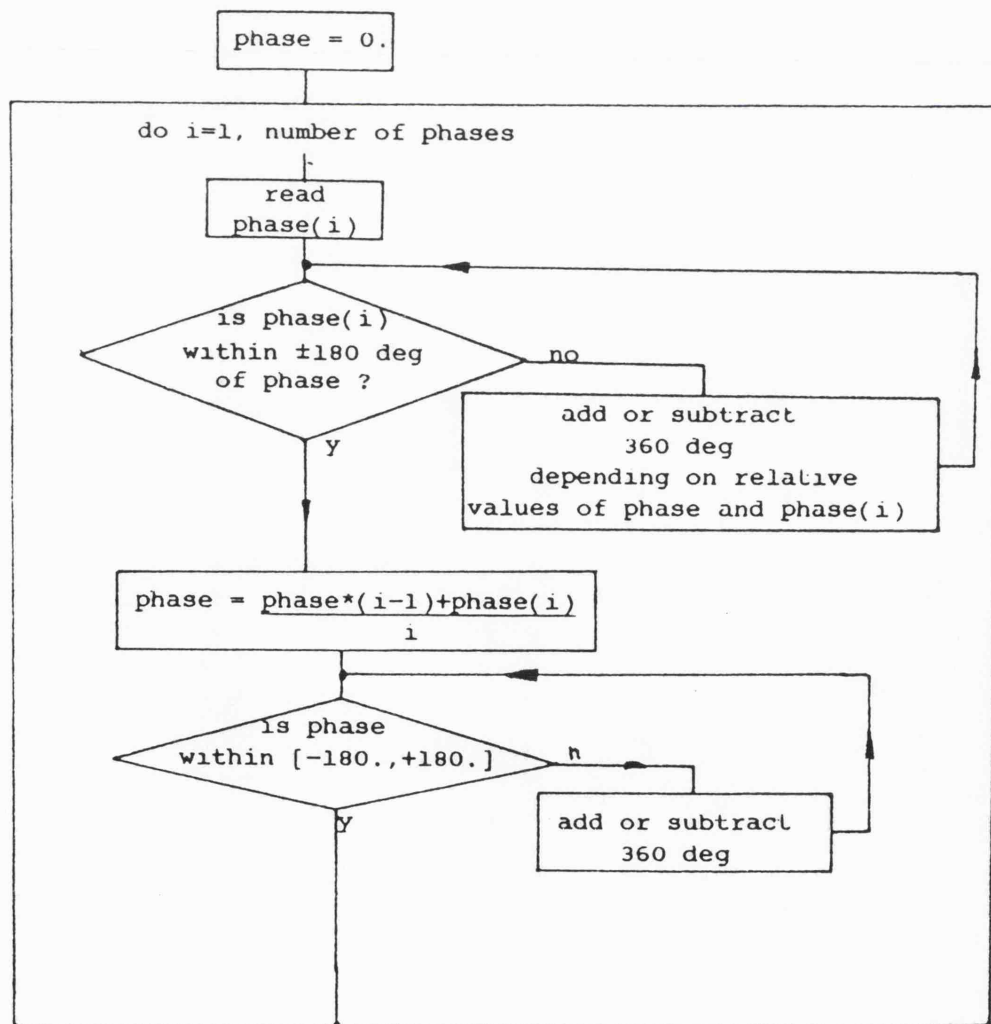 phase = 0.
do i=1, number of phases
read
phase(i)
is phase(i)
within ±180 deg
of phase ?
no
y
add or subtract
360 deg
depending on relative
values of phase and phase(i)
phase = phase*(i-1)+phase(i)
i
is phase
within [-180.,+180.]
n
y
add or subtract
360 deg